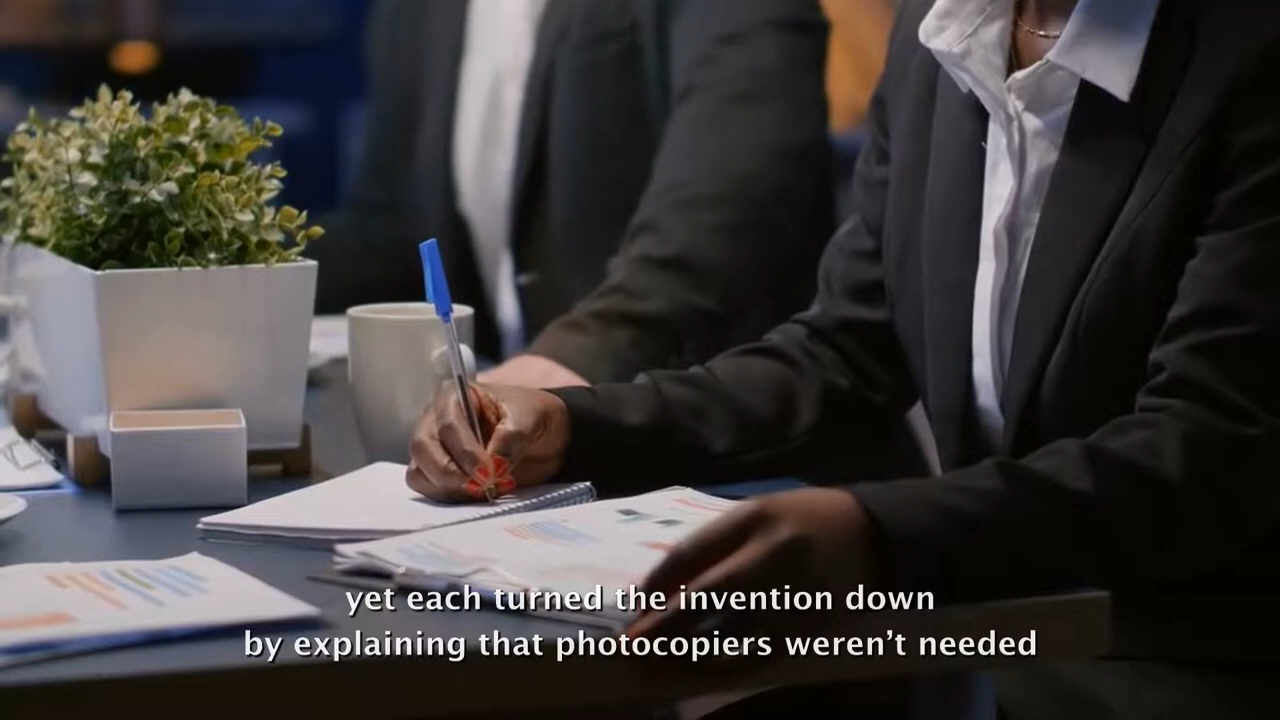 yet each turned the invention down
by explaining that photocopiers weren’t needed